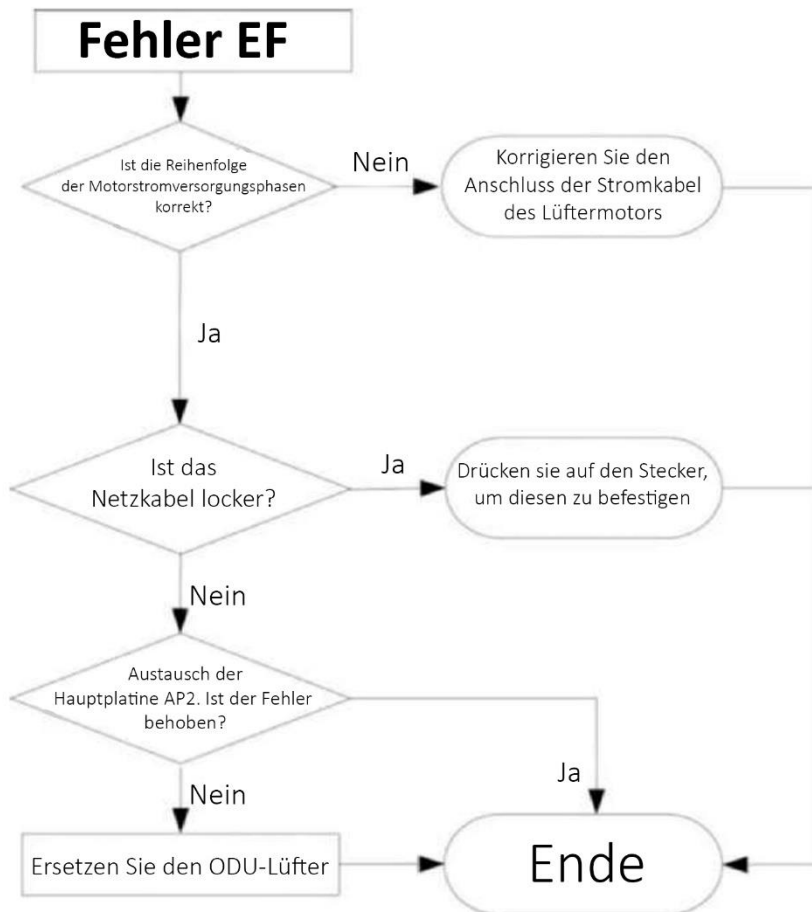 Fehler EF
Ist die Reihenfolge
der Motorstromversorgungsphasen
korrekt?
Nein
Korrigieren Sie den
Anschluss der Stromkabel
des Lüftermotors
Ja
Ist das
Netzkabel locker?
Ja
Drücken sie auf den Stecker,
um diesen zu befestigen
Nein
Austausch der
Hauptplatine AP2. Ist der Fehler
behoben?
Ja
Nein
Ersetzen Sie den ODU-Lüfter
Ende